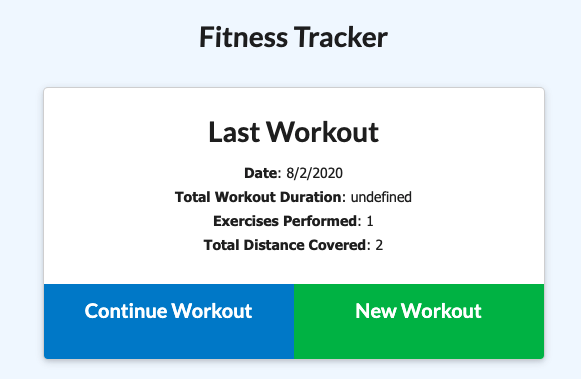 Fitness Tracker
Last Workout
Date: 8/2/2020
Total Workout Duration: undefined
Exercises Performed: 1
Total Distance Covered: 2
Continue Workout
New Workout